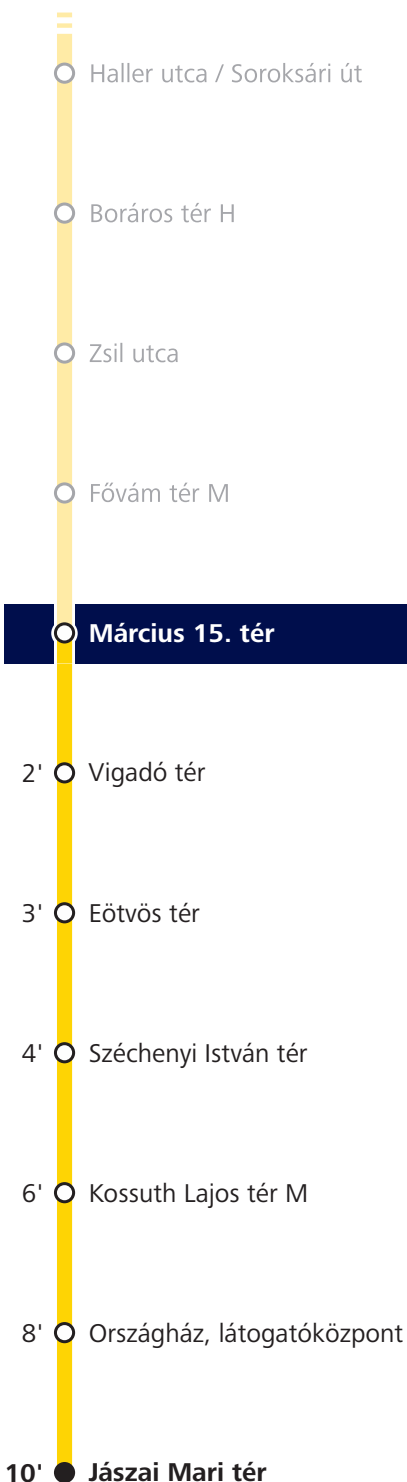 Haller utca / Soroksári út
Boráros tér H
Zsil utca
Fővám tér M
Március 15. tér
2' Vigadó tér
3' Eötvös tér
4' Széchenyi István tér
6' Kossuth Lajos tér M
8' Országház, látogatóközpont
10' Jászai Mari tér